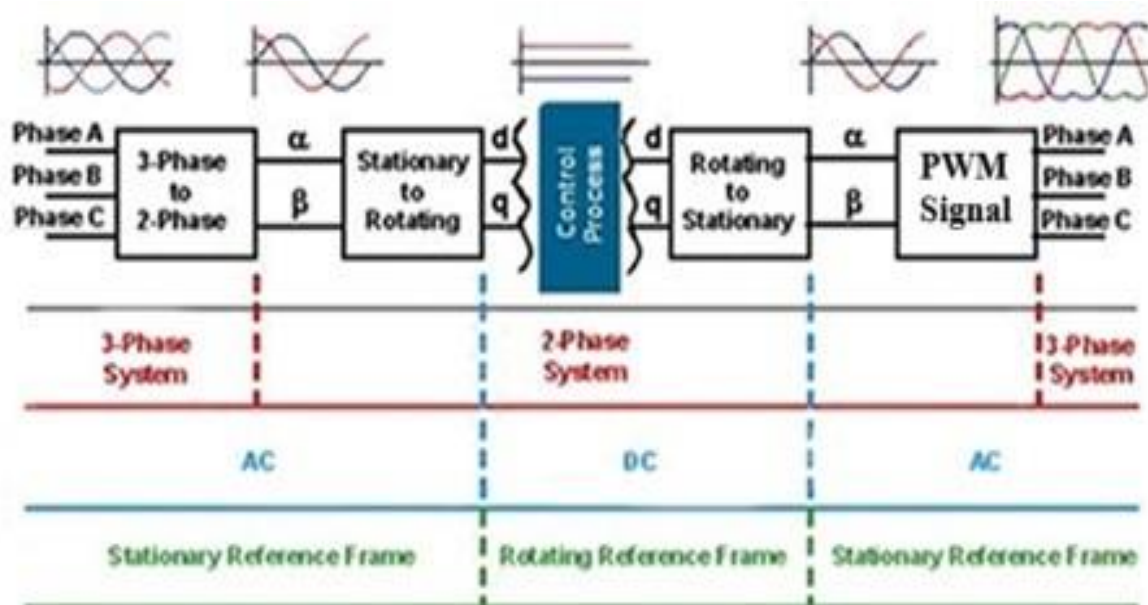 Phase A
Phase B
Phase C
3-Phase
to
2-Phase
α
β
Stationary
to
Rotating
d
q
Control
Process
d
q
Rotating
to
Stationary
α
β
PWM
Signal
Phase A
Phase B
Phase C
3-Phase
System
2-Phase
System
3-Phase
System
AC
DC
AC
Stationary Reference Frame
Rotating Reference Frame
Stationary Reference Frame